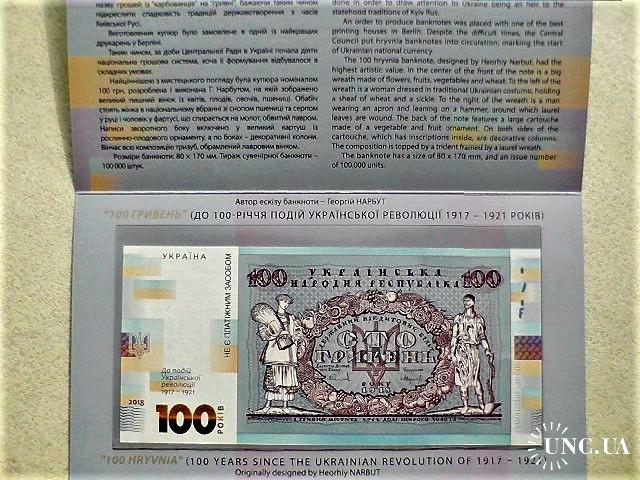 назву грошей із "карбованця" на "гривні", бажаючи таким чином
підкреслити спадковість традицій державотворення з часів
Київської Русі.
Виготовлення купюр було замовлене в одній із найкращих
друкарень у Берліні.
Таким чином, за доби Центральної Ради в Україні почала діяти
національна грошова система, хоча її формування відбувалося в
складних умовах.
Найцінніша з мистецького погляду була купюра номіналом
100 грн, розроблена і виконана Г. Нарбутом, на якій зображено
великий пишний вінок із квітів, плодів, овочів, пшениці. Обабіч
стоять жінка в національному вбранні зі снопом пшениці та серпом
у руці і чоловік у фартусі, що спирається на молот, обвитий лавром.
Написи зворотного боку включено у великий картуш із
рослинно-плодового орнаменту, а по боках - декоративні колони.
Вінчає всю композицію тризуб, обрамлений лавровим вінком.
Розміри банкноти: 80 х 170 мм. Тираж сувенірної банкноти –
100 000 штук.
done in order to draw attention to Ukraine being an heir to the
statehood traditions of Kyiv Rus.
An order to produce banknotes was placed with one of the best
printing houses in Berlin. Despite the difficult times, the Central
Council put hryvnia banknotes into circulation, marking the start
of Ukrainian national currency.
The 100 hryvnia banknote, designed by Heorhiy Narbut, had the
highest artistic value. In the center of the front of the note is a big
wreath made of flowers, fruits, vegetables and wheat. To the left of the
wreath is a woman dressed in traditional Ukrainian costume, holding
a sheaf of wheat and a sickle. To the right of the wreath is a man
wearing an apron and leaning on a hammer, around which laurel
leaves are wound. The back of the note features a large cartouche
made of a vegetable and fruit ornament. On both sides of the
cartouche, which has inscriptions inside, are decorative columns.
The composition is topped by a trident framed by a laurel wreath.
The banknote has a size of 80 x 170 mm, and an issue number
of 100,000 units.
Автор ескізу банкноти – Георгій НАРБУТ
"100 ГРИВЕНЬ" (ДО 100-РІЧЧЯ ПОДІЙ УКРАЇНСЬКОЇ РЕВОЛЮЦІЇ 1917 – 1921 РОКІВ)
УКРАЇНА
НЕ Є ПЛАТІЖНИМ ЗАСОБОМ
До подій
Української
революції
1917 – 1921
2018
100 РОКІВ
100 УКРАЇНСЬКА 100
НАРОДНЯ РЕСПУБЛІКА
ДЕРЖАВНИЙ КРЕДИТОВИЙ БІЛЕТ
СТО
ГРИВЕНЬ
РОКУ
1918
"100 HRYVNIA" (100 YEARS SINCE THE UKRAINIAN REVOLUTION OF 1917 – 192
Originally designed by Heorhiy NARBUT
UNC.UA